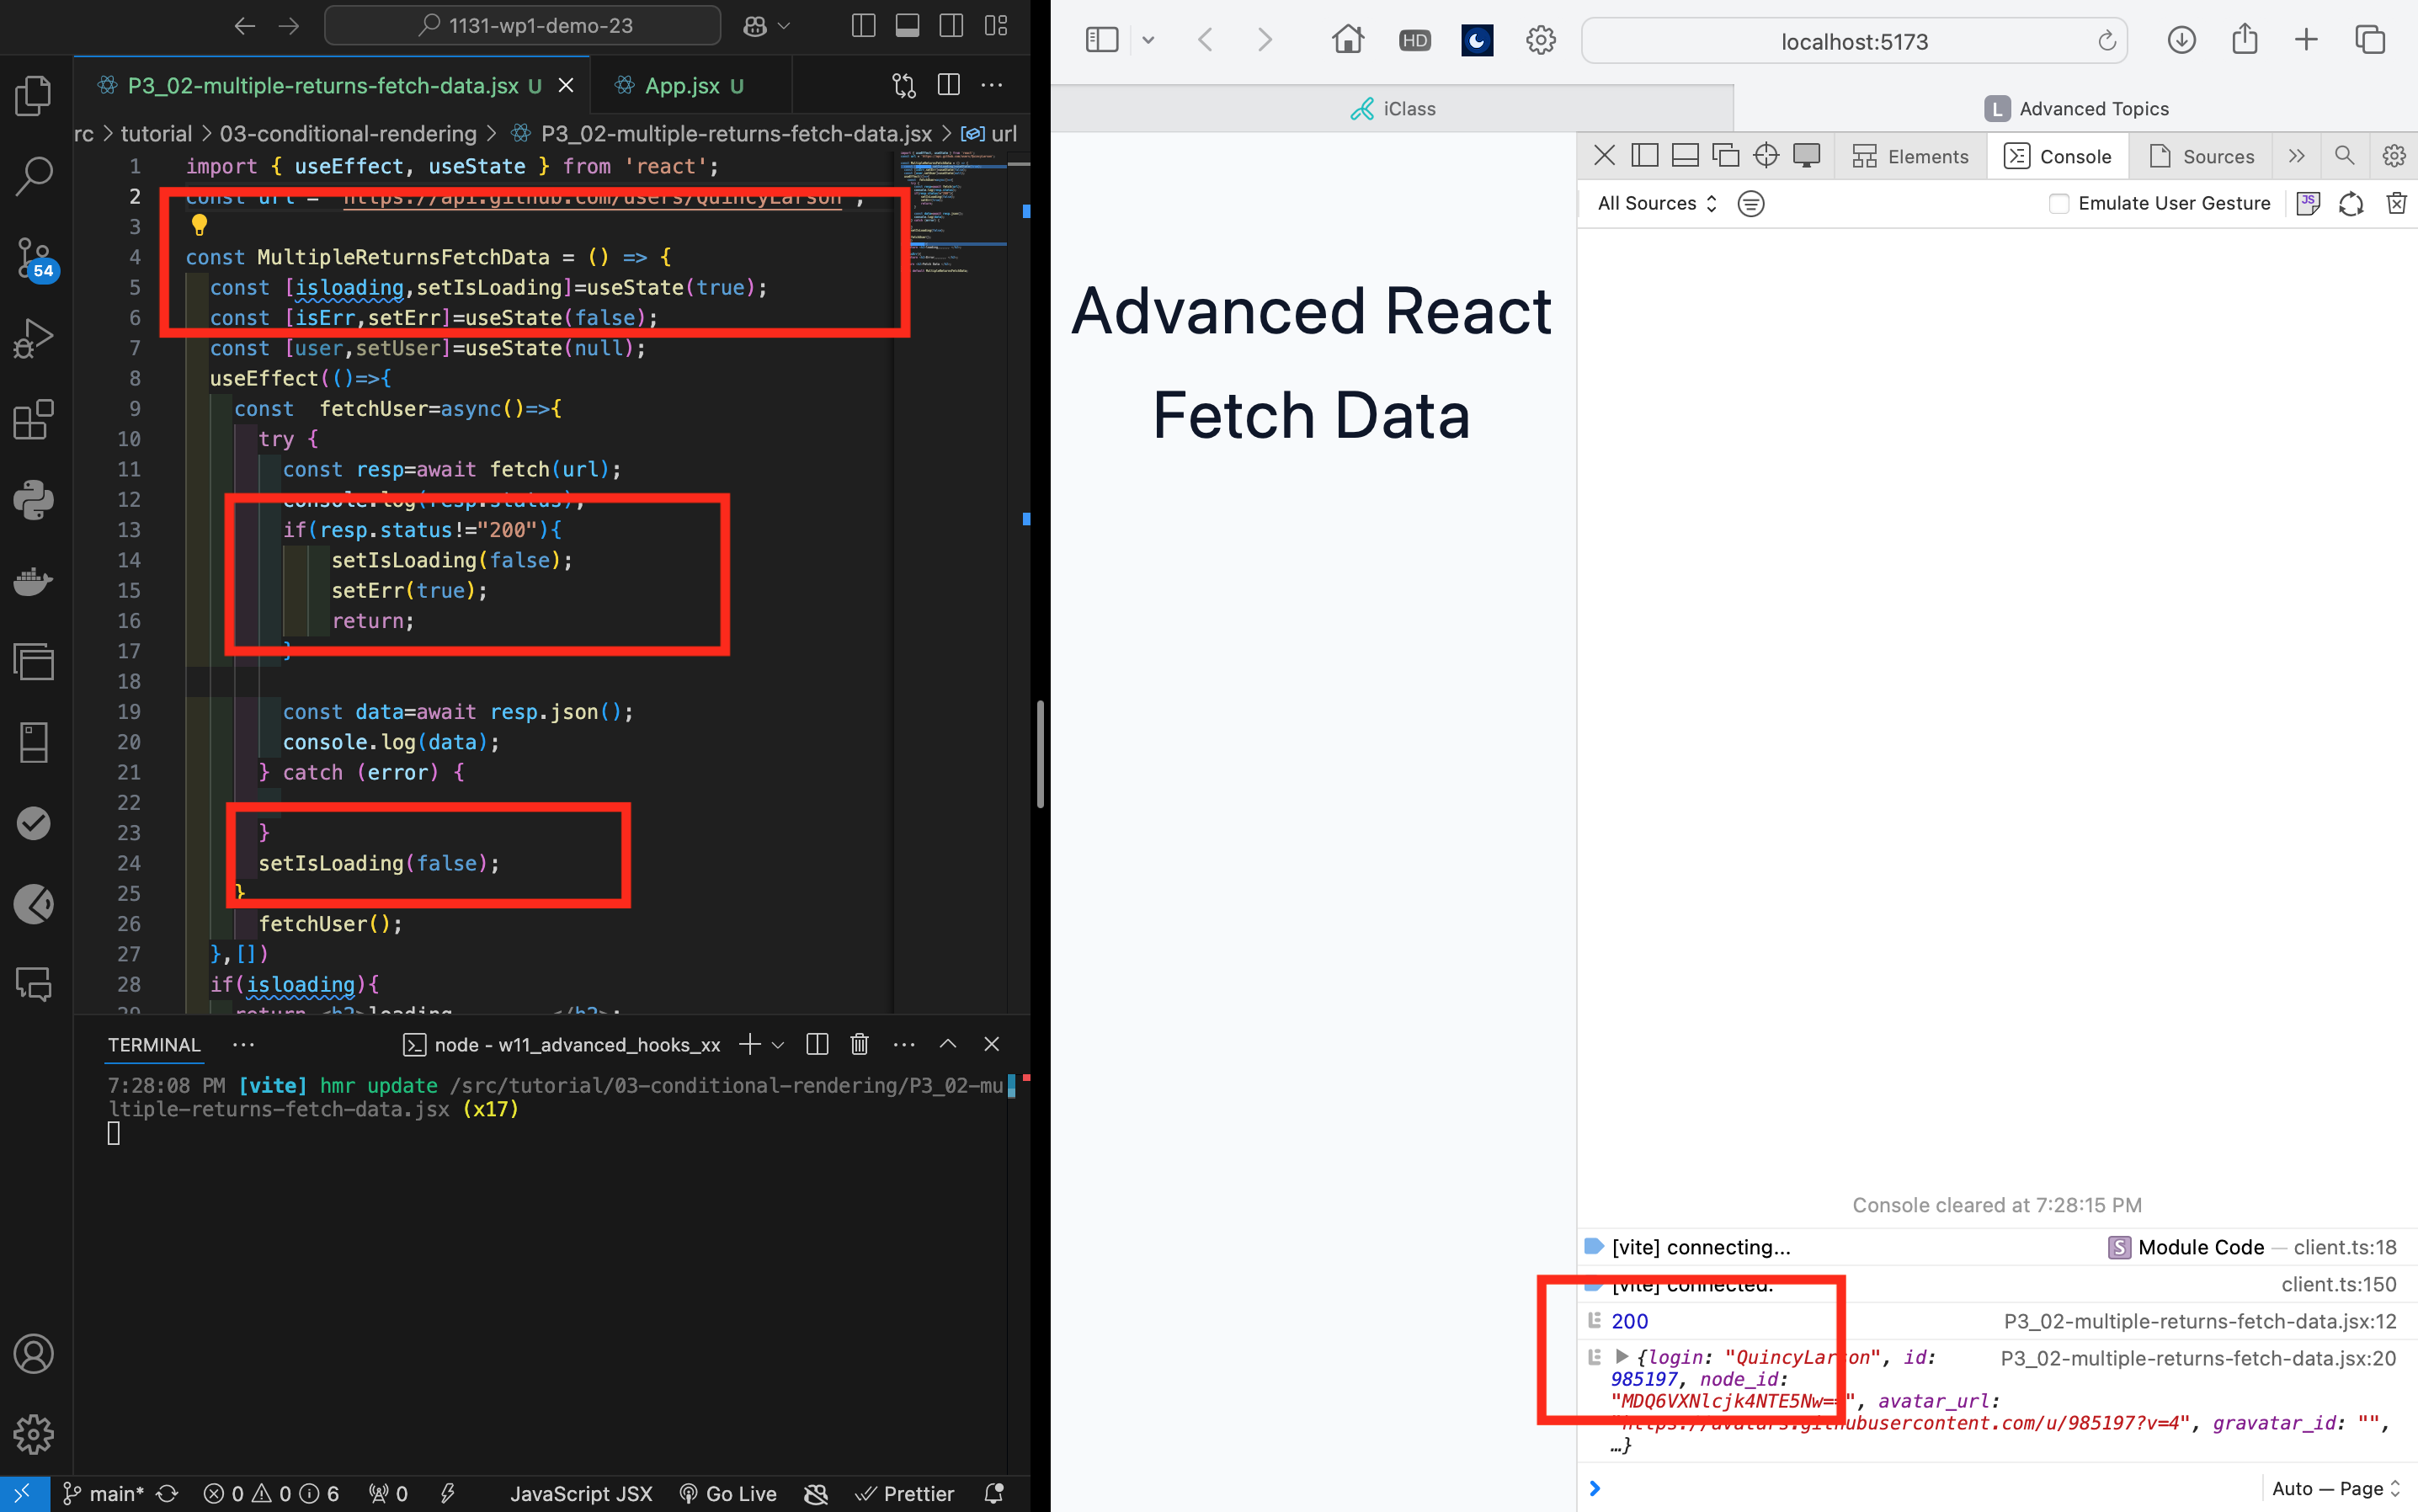 1131-wp1-demo-23
P3_02-multiple-returns-fetch-data.jsx U
App.jsx U
rc > tutorial > 03-conditional-rendering > P3_02-multiple-returns-fetch-data.jsx > url
1 import { useEffect, useState } from 'react';
2 const url = "https://api.github.com/users/QuincyLarson";
3
4 const MultipleReturnsFetchData = () => {
5 const [isloading,setIsLoading]=useState(true);
6 const [isErr,setErr]=useState(false);
7 const [user,setUser]=useState(null);
8 useEffect(()=>{
9 const  fetchUser=async()=>{
10 try {
11 const resp=await fetch(url);
12 console.log(resp.status);
13 if(resp.status!="200"){
14 setIsLoading(false);
15 setErr(true);
16 return;
17 }
18
19 const data=await resp.json();
20 console.log(data);
21 } catch (error) {
22
23 }
24 setIsLoading(false);
25 }
26 fetchUser();
27 },[])
28 if(isloading){
29 return <h2>loading
54
TERMINAL
node - w11_advanced_hooks_xx
7:28:08 PM [vite] hmr update /src/tutorial/03-conditional-rendering/P3_02-mu
ltiple-returns-fetch-data.jsx (x17)
main* 0 0 6 0 JavaScript JSX Go Live Prettier
HD
localhost:5173
iClass
L Advanced Topics
Advanced React
Fetch Data
Elements Console Sources
All Sources
Emulate User Gesture
JS
Console cleared at 7:28:15 PM
[vite] connecting... S Module Code — client.ts:18
[vite] connected. client.ts:150
200 P3_02-multiple-returns-fetch-data.jsx:12
{login: "QuincyLarson", id: P3_02-multiple-returns-fetch-data.jsx:20
985197, node_id:
"MDQ6VXNlcjk4NTE5Nw==", avatar_url:
"https://avatars.githubusercontent.com/u/985197?v=4", gravatar_id: "",
…}
Auto — Page